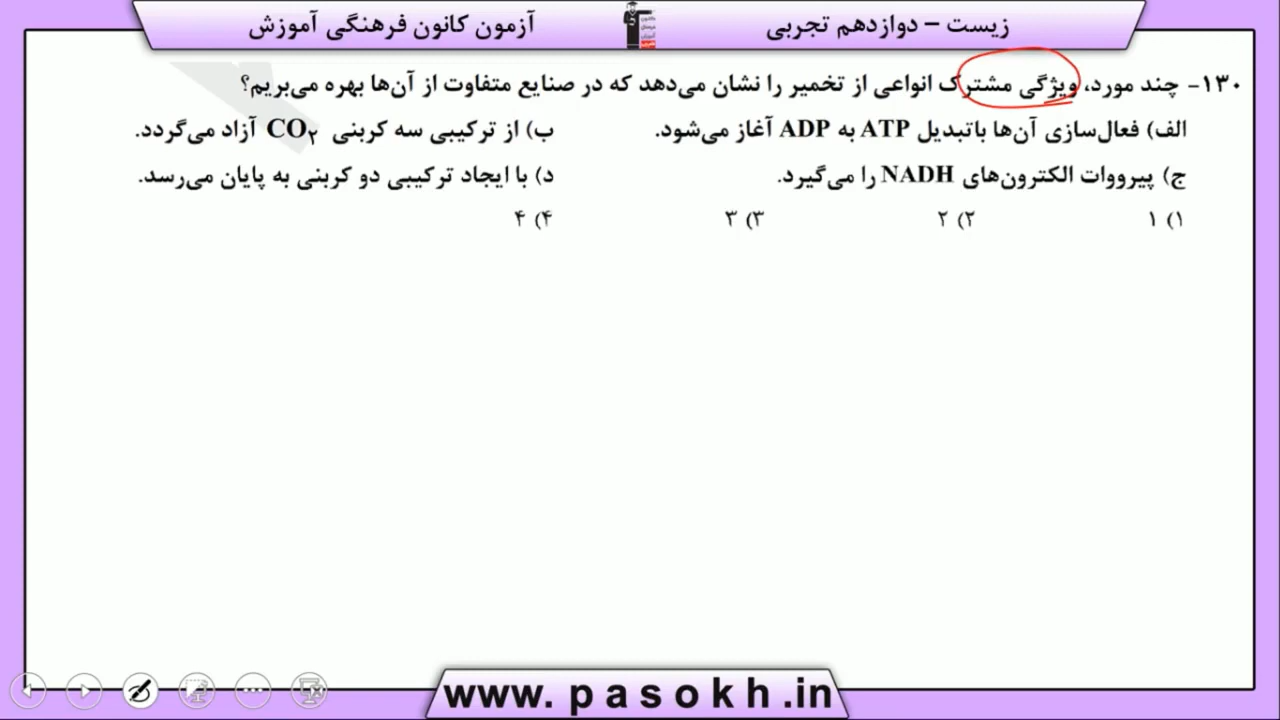 زیست – دوازدهم تجربی
آزمون کانون فرهنگی آموزش
۱۳۰- چند مورد، ویژگی مشترک انواعی از تخمیر را نشان می‌دهد که در صنایع متفاوت از آن‌ها بهره می‌بریم؟
الف) فعال‌سازی آن‌ها باتبدیل ATP به ADP آغاز می‌شود. ب) از ترکیبی سه کربنی CO۲ آزاد می‌گردد.
ج) پیرووات الکترون‌های NADH را می‌گیرد. د) با ایجاد ترکیبی دو کربنی به پایان می‌رسد.
۱) ۱ ۲) ۲ ۳) ۳ ۴) ۴
www. p a s o k h .in